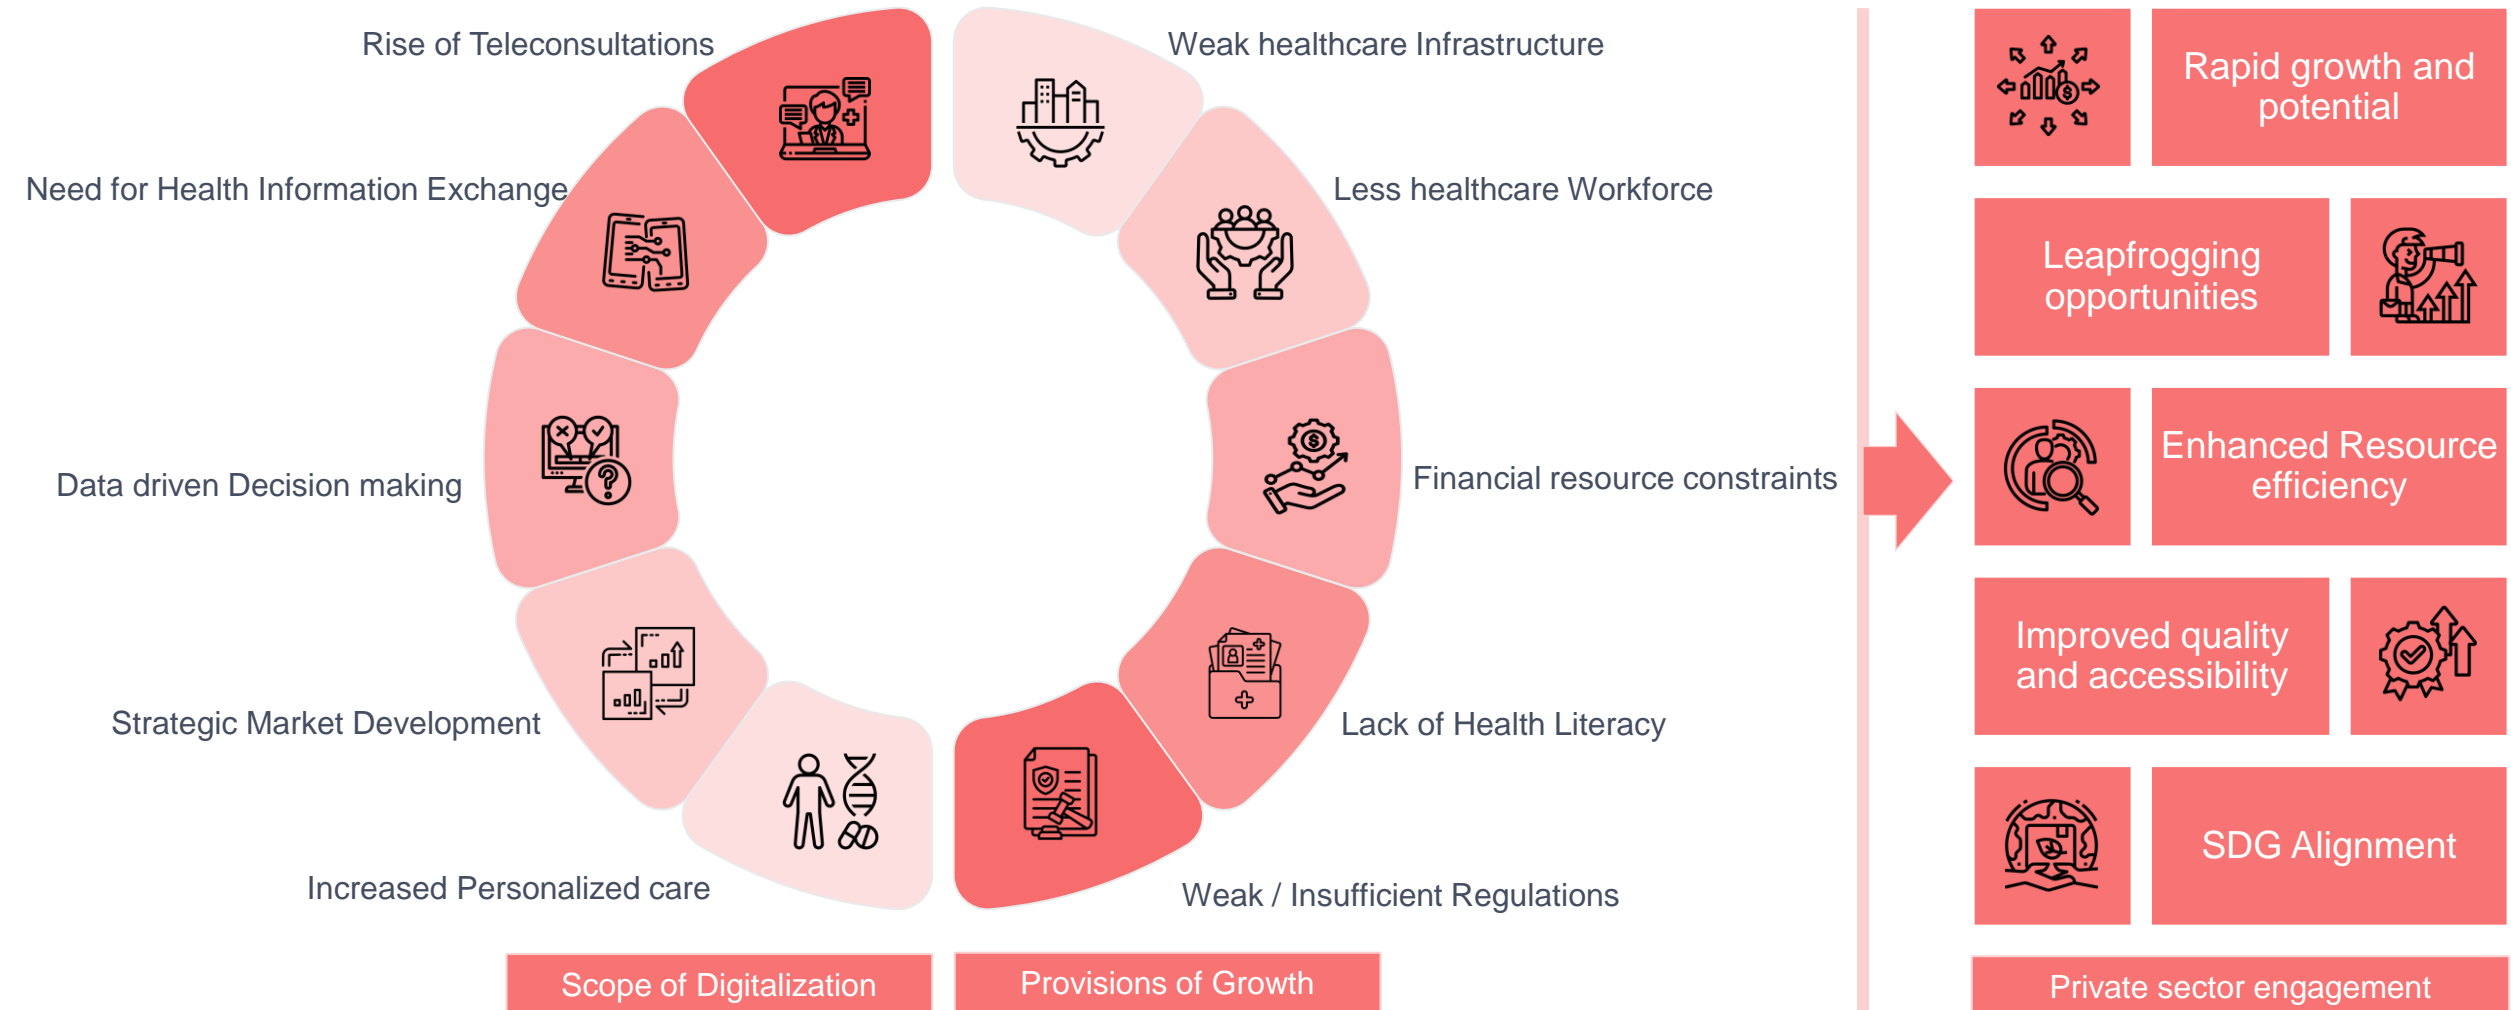 Rise of Teleconsultations
Need for Health Information Exchange
Data driven Decision making
Strategic Market Development
Increased Personalized care
Scope of Digitalization
Weak healthcare Infrastructure
Less healthcare Workforce
Financial resource constraints
Lack of Health Literacy
Weak / Insufficient Regulations
Provisions of Growth
Rapid growth and
potential
Leapfrogging
opportunities
Enhanced Resource
efficiency
Improved quality
and accessibility
SDG Alignment
Private sector engagement